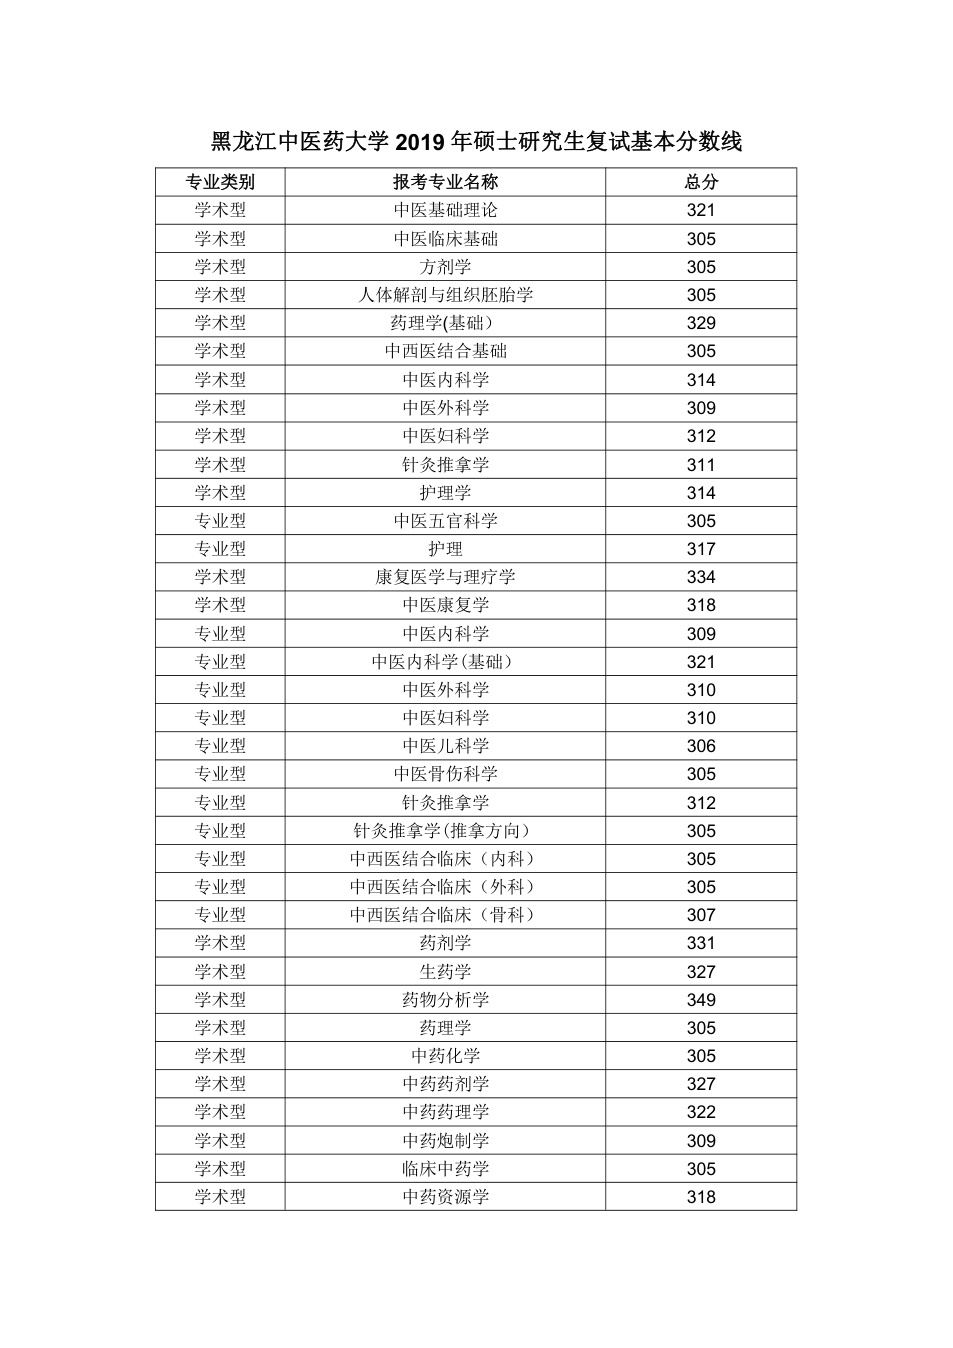 黑龙江中医药大学 2019 年硕士研究生复试基本分数线
专业类别 报考专业名称 总分
学术型 中医基础理论 321
学术型 中医临床基础 305
学术型 方剂学 305
学术型 人体解剖与组织胚胎学 305
学术型 药理学(基础） 329
学术型 中西医结合基础 305
学术型 中医内科学 314
学术型 中医外科学 309
学术型 中医妇科学 312
学术型 针灸推拿学 311
学术型 护理学 314
专业型 中医五官科学 305
专业型 护理 317
学术型 康复医学与理疗学 334
学术型 中医康复学 318
专业型 中医内科学 309
专业型 中医内科学(基础） 321
专业型 中医外科学 310
专业型 中医妇科学 310
专业型 中医儿科学 306
专业型 中医骨伤科学 305
专业型 针灸推拿学 312
专业型 针灸推拿学(推拿方向） 305
专业型 中西医结合临床（内科） 305
专业型 中西医结合临床（外科） 305
专业型 中西医结合临床（骨科） 307
学术型 药剂学 331
学术型 生药学 327
学术型 药物分析学 349
学术型 药理学 305
学术型 中药化学 305
学术型 中药药剂学 327
学术型 中药药理学 322
学术型 中药炮制学 309
学术型 临床中药学 305
学术型 中药资源学 318